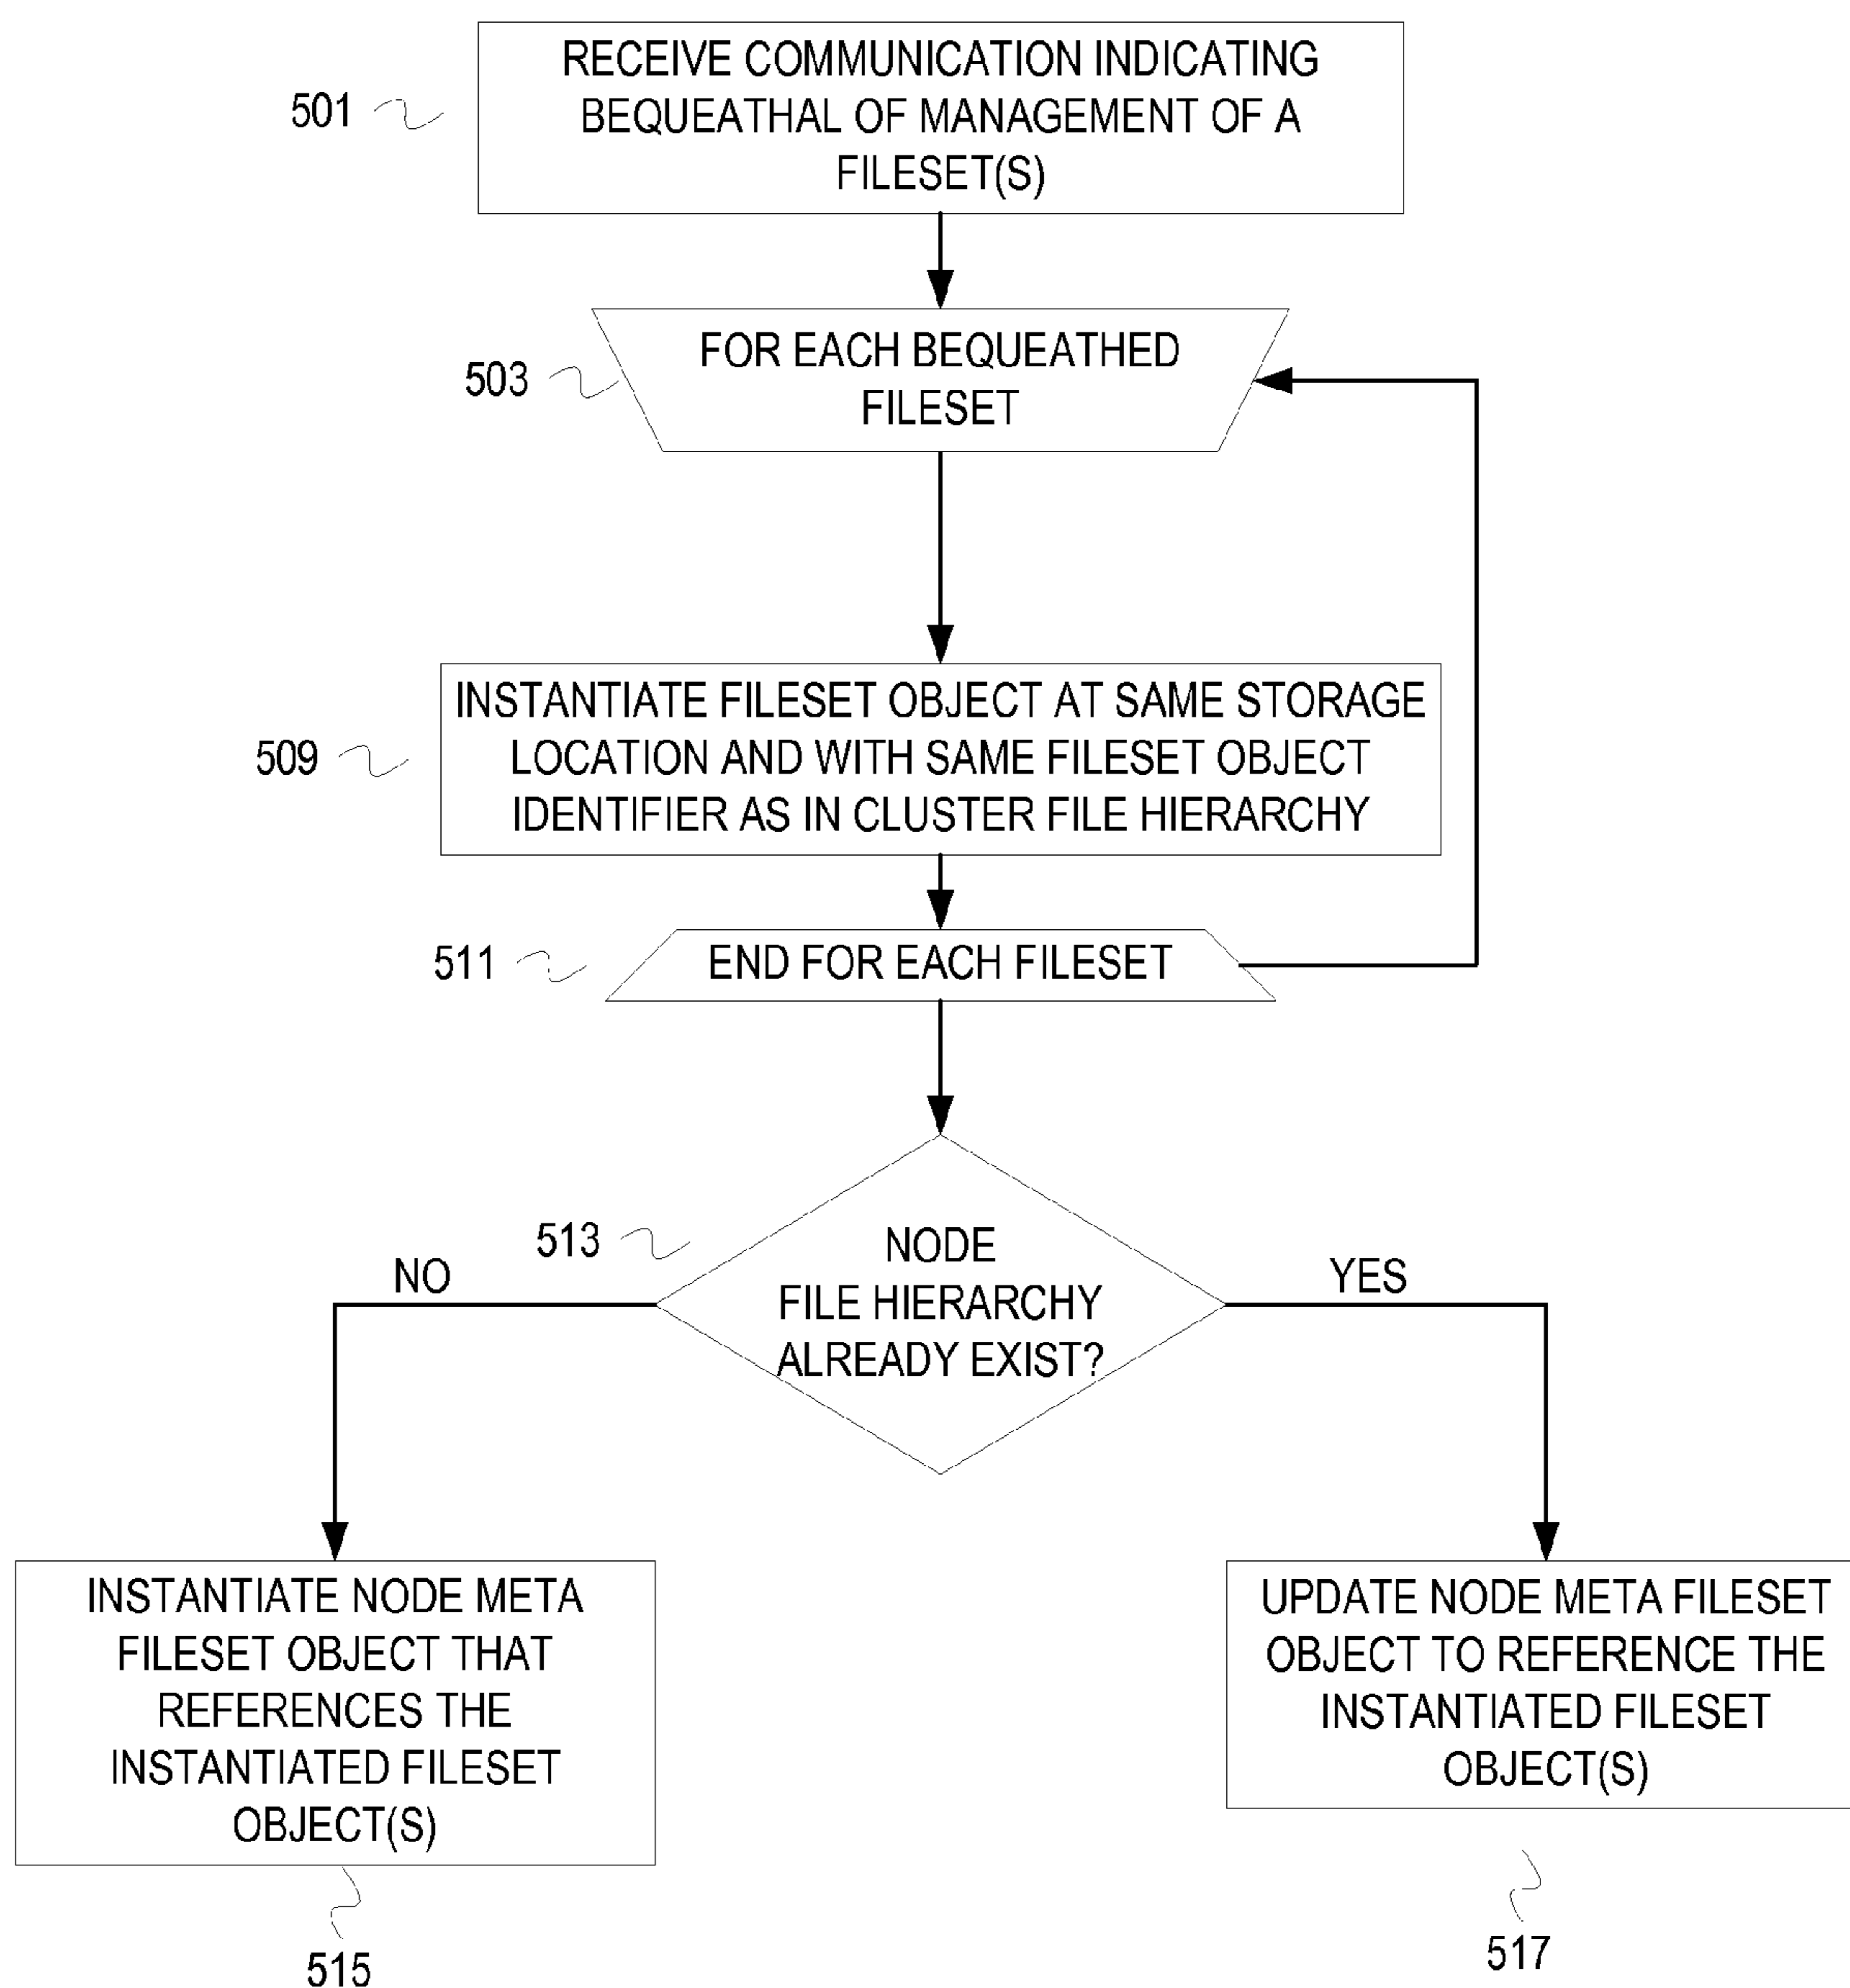 RECEIVE COMMUNICATION INDICATING
BEQUEATHAL OF MANAGEMENT OF A
FILESET(S)
501
FOR EACH BEQUEATHED
FILESET
503
INSTANTIATE FILESET OBJECT AT SAME STORAGE
LOCATION AND WITH SAME FILESET OBJECT
IDENTIFIER AS IN CLUSTER FILE HIERARCHY
509
END FOR EACH FILESET
511
513
NODE
FILE HIERARCHY
ALREADY EXIST?
NO
YES
INSTANTIATE NODE META
FILESET OBJECT THAT
REFERENCES THE
INSTANTIATED FILESET
OBJECT(S)
515
UPDATE NODE META FILESET
OBJECT TO REFERENCE THE
INSTANTIATED FILESET
OBJECT(S)
517